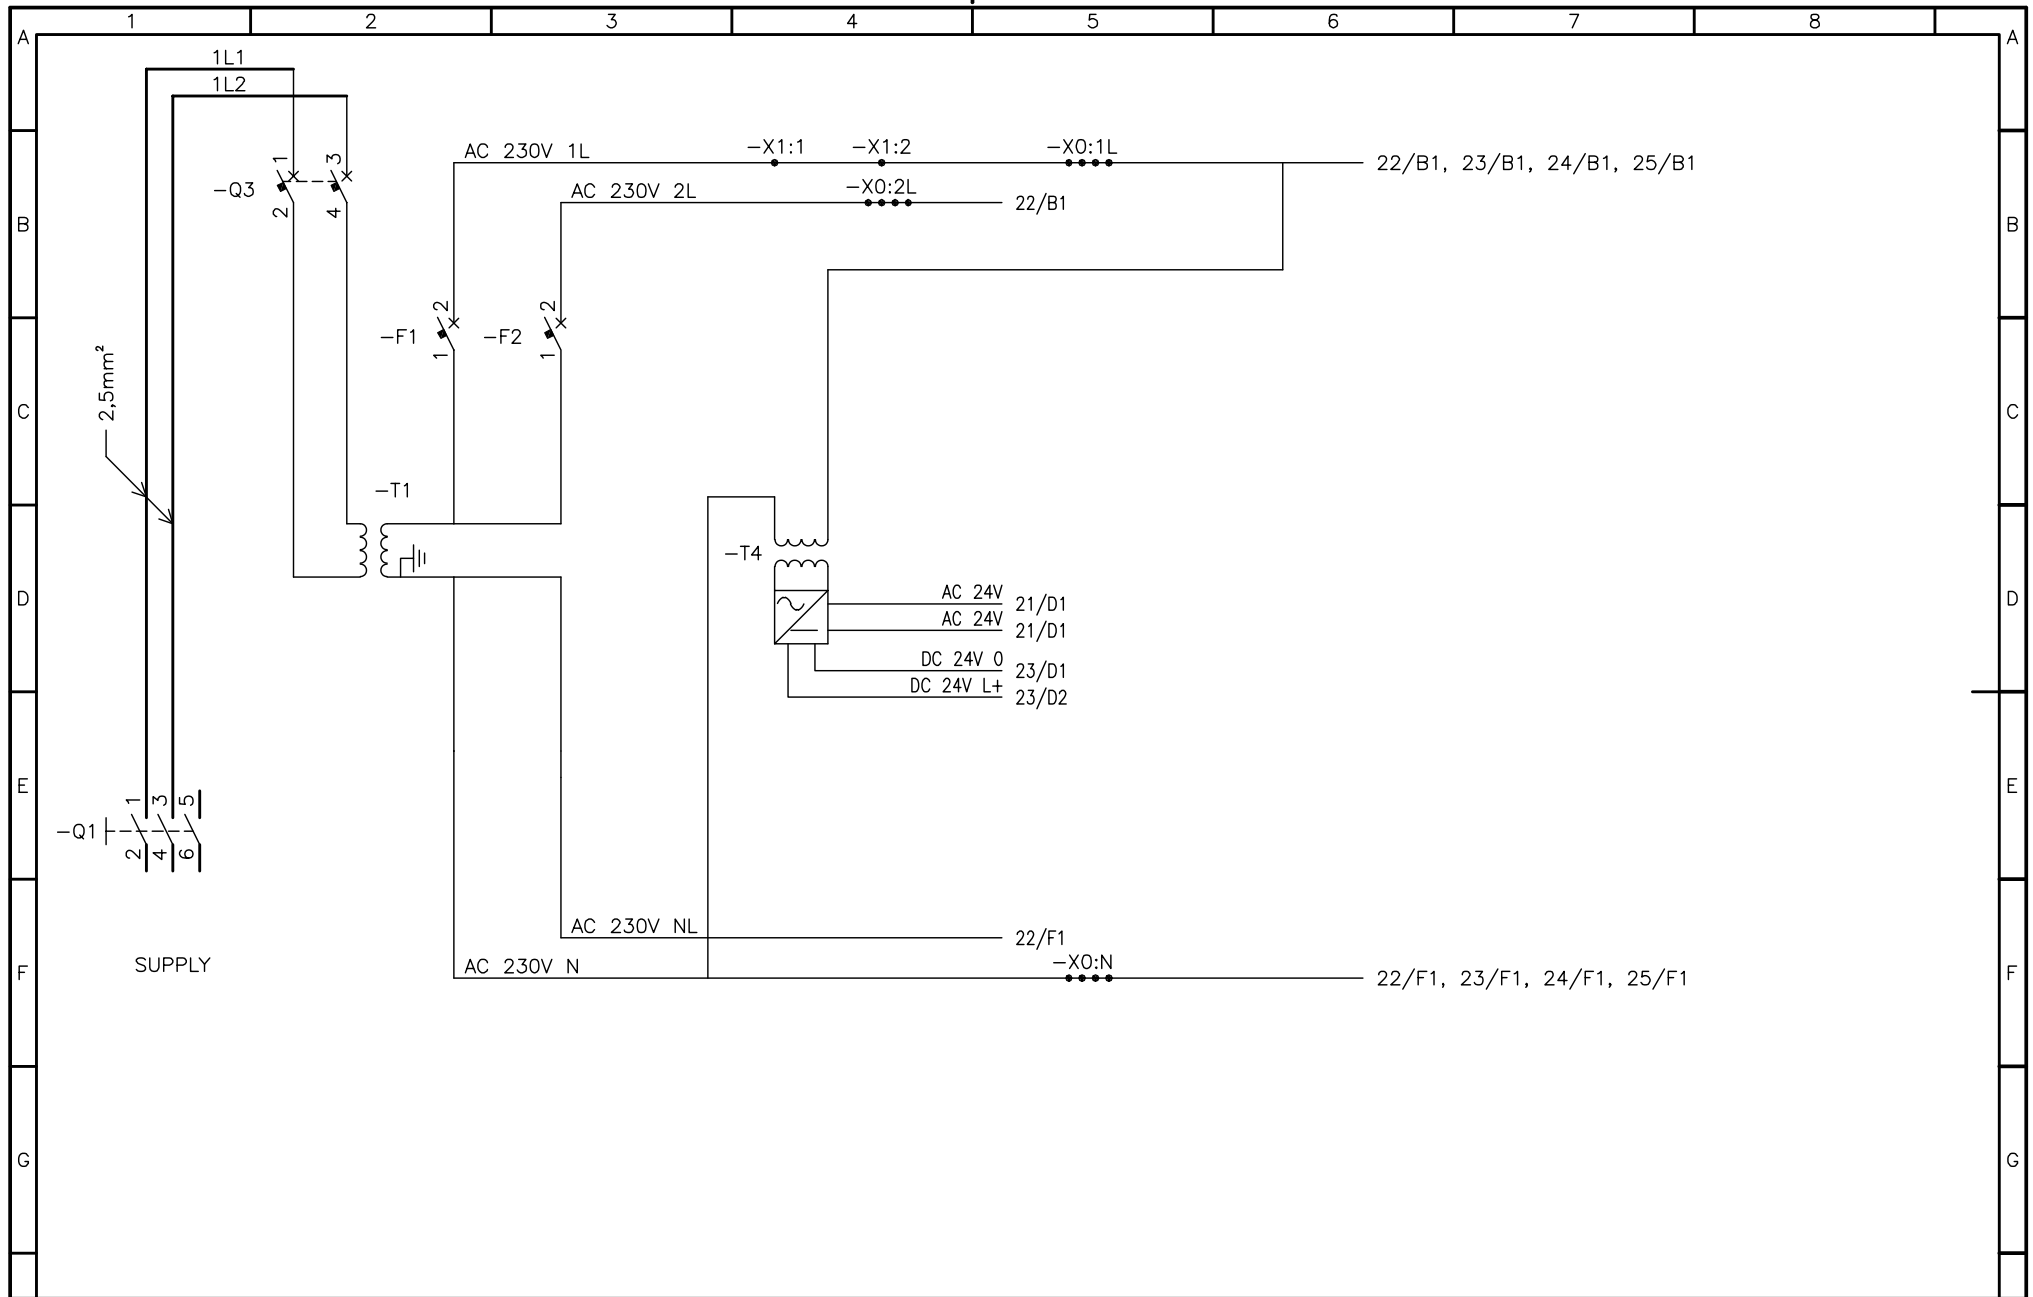 1 2 3 4 5 6 7 8
A A
1L1
1L2
AC 230V 1L -X1:1 -X1:2 -X0:1L 22/B1, 23/B1, 24/B1, 25/B1
-Q3 1 3
2 4
AC 230V 2L -X0:2L 22/B1
B B
-F1 2 1 -F2 2 1
2,5mm²
C C
-T1
-T4
AC 24V 21/D1
D D
AC 24V 21/D1
DC 24V 0 23/D1
DC 24V L+ 23/D2
E E
-Q1 1 3 5
2 4 6
AC 230V NL 22/F1
SUPPLY
AC 230V N -X0:N 22/F1, 23/F1, 24/F1, 25/F1
F F
G G